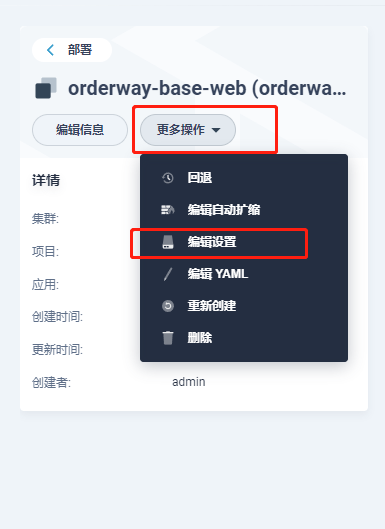 部署
orderway-base-web (orderwa...
编辑信息
更多操作
详情
回退
集群:
编辑自动扩缩
项目:
编辑设置
应用:
编辑 YAML
创建时间:
重新创建
更新时间:
删除
创建者:
admin